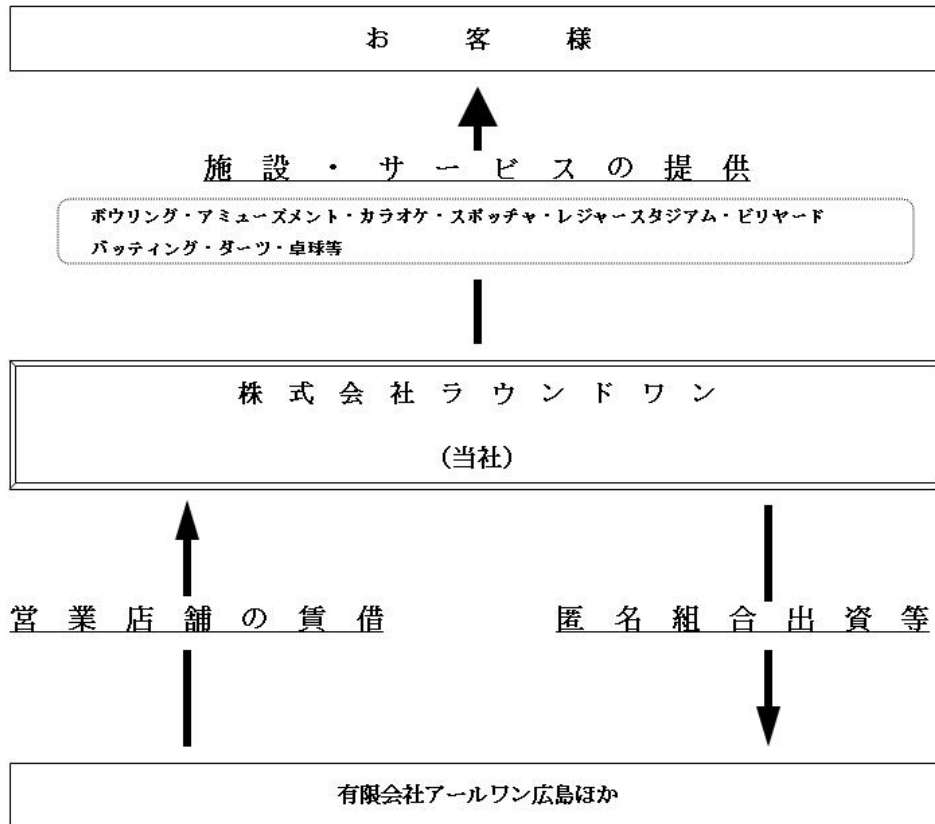 お客様
施設・サービスの提供
ボウリング・アミューズメント・カラオケ・スポッチャ・レジャースタジアム・ビリヤード
バッティング・ダーツ・卓球等
株式会社ラウンドワン
(当社)
営業店舗の賃借
匿名組合出資等
有限会社アールワン広島ほか